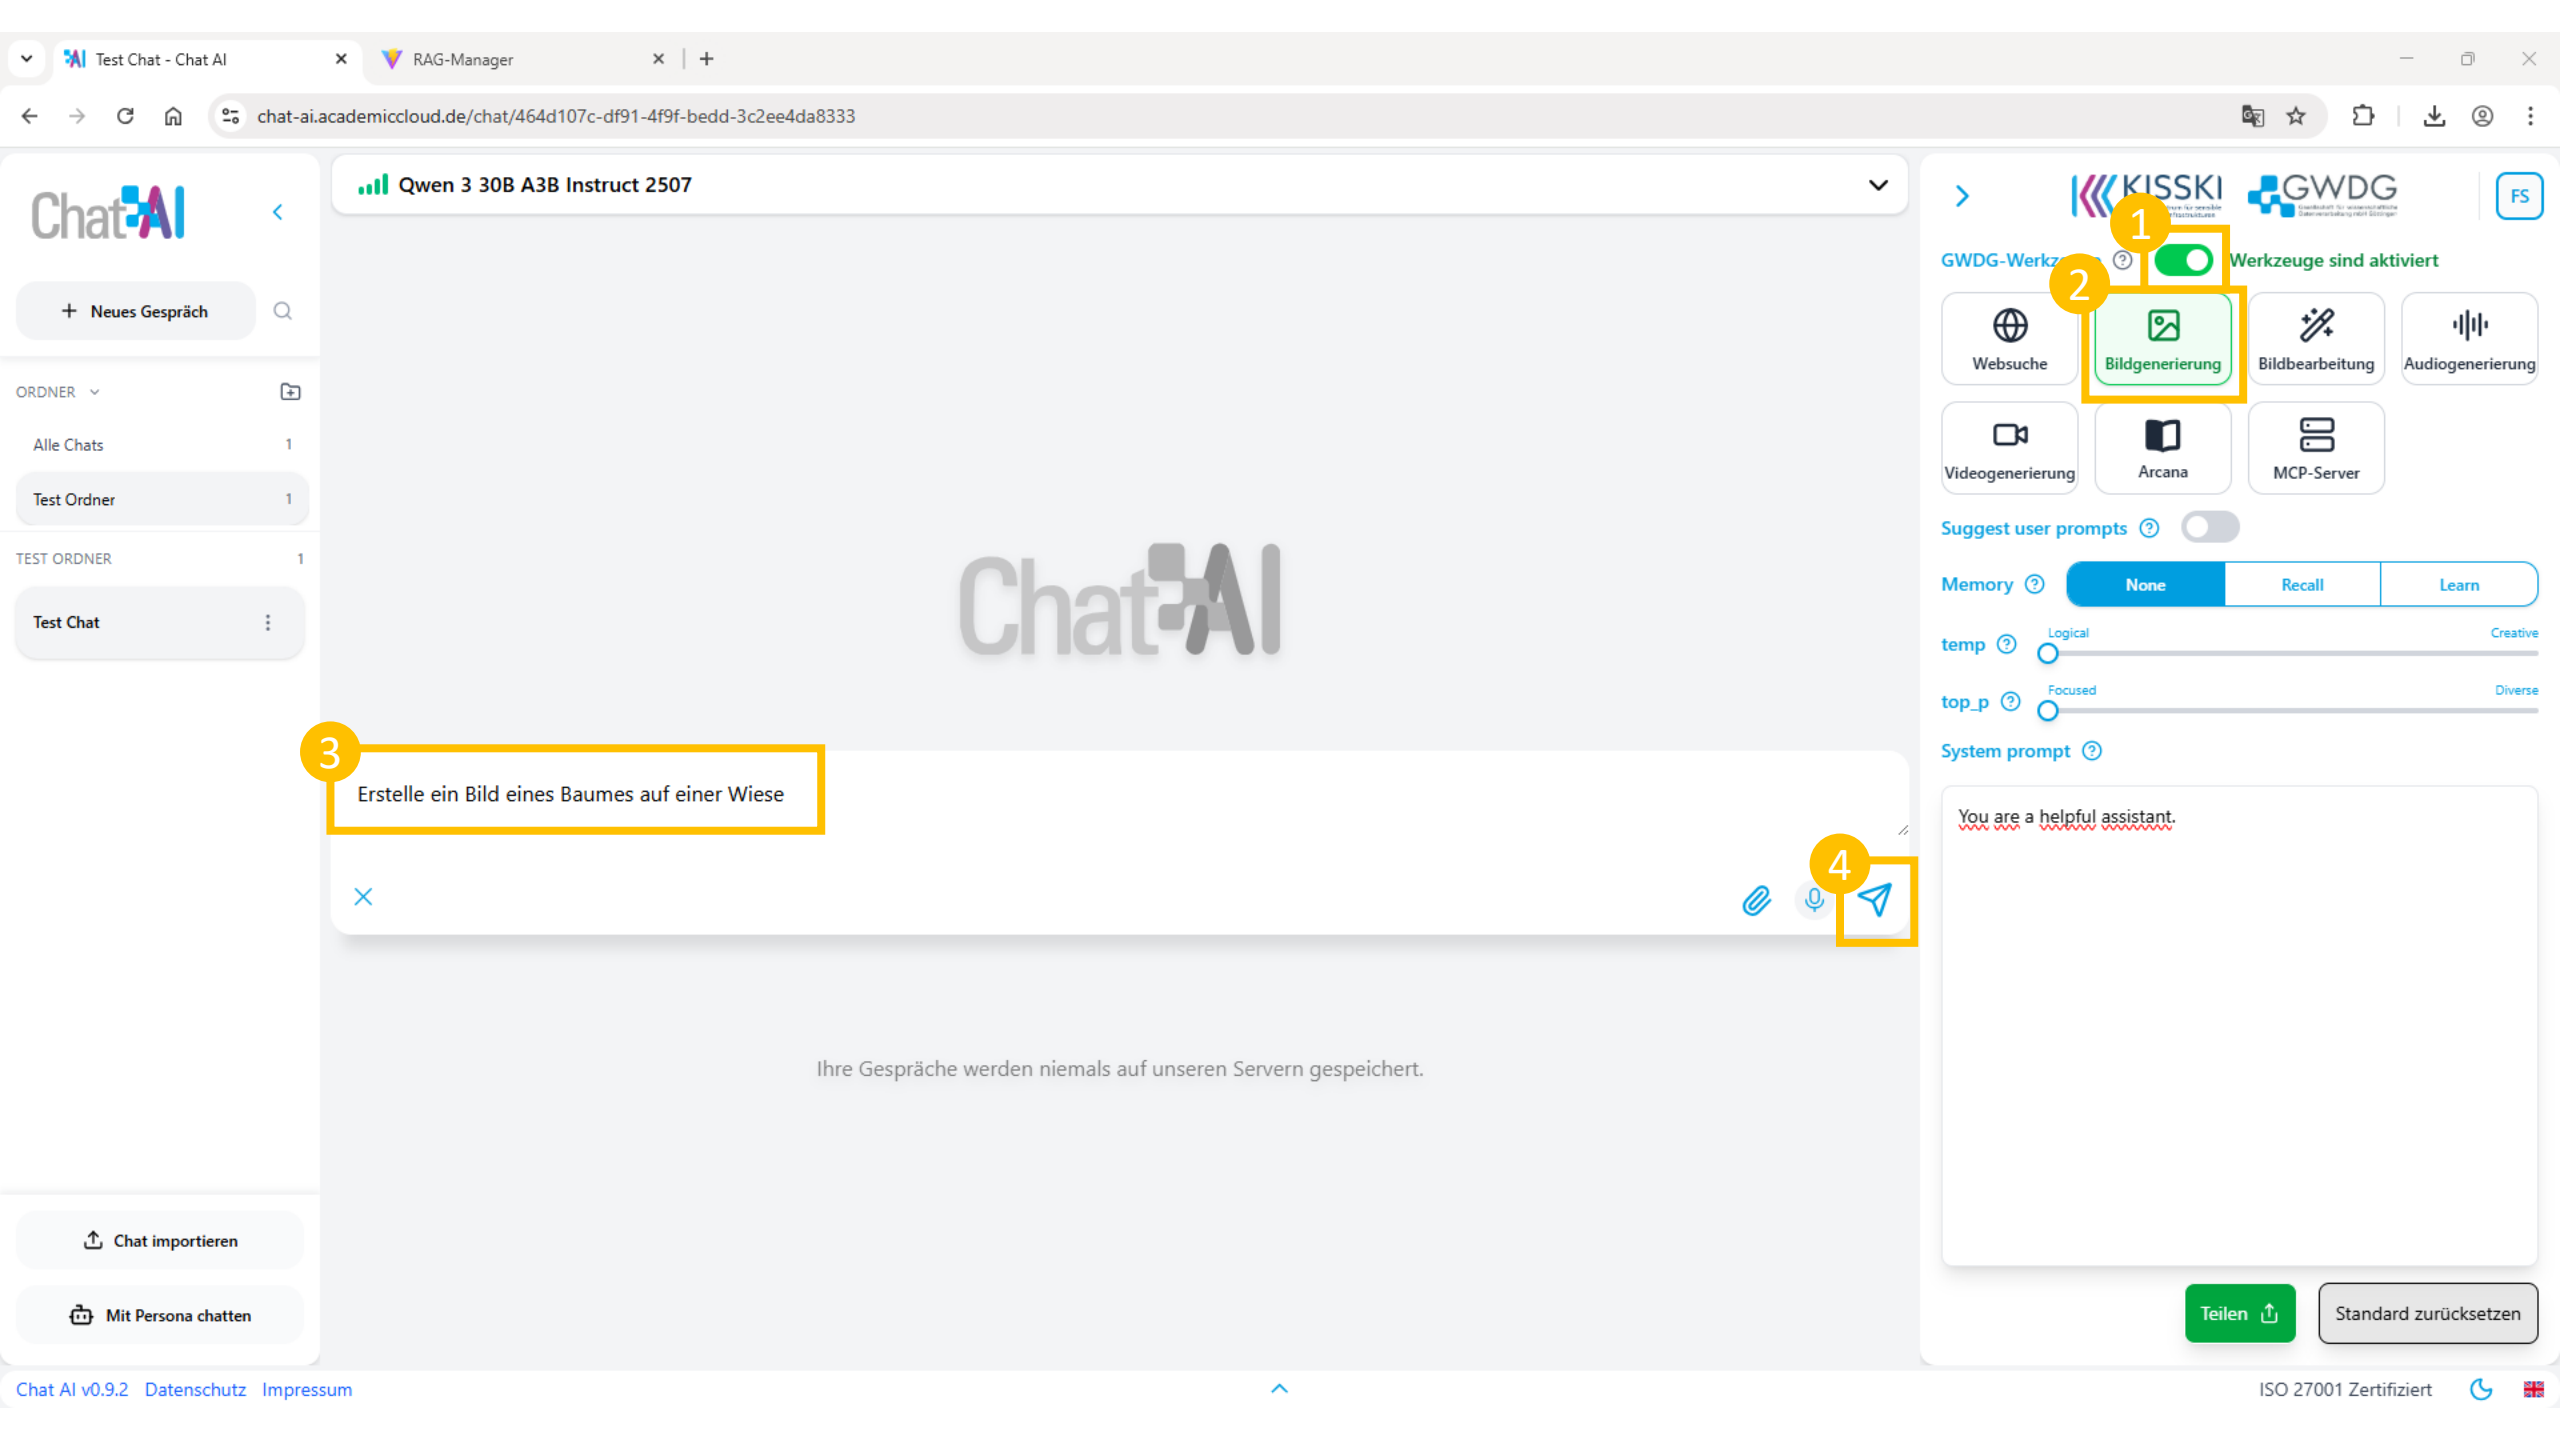 Test Chat - Chat AI
RAG-Manager
chat-ai.academiccloud.de/chat/464d107c-df91-4f9f-bedd-3c2ee4da8333
Chat AI
Neues Gespräch
ORDNER
Alle Chats 1
Test Ordner 1
TEST ORDNER 1
Test Chat
Chat importieren
Mit Persona chatten
Qwen 3 30B A3B Instruct 2507
Chat AI
3
Erstelle ein Bild eines Baumes auf einer Wiese
4
Ihre Gespräche werden niemals auf unseren Servern gespeichert.
KISSKI
GWDG
FS
1
GWDG-Werkz
Werkzeuge sind aktiviert
2
Websuche
Bildgenerierung
Bildbearbeitung
Audiogenerierung
Videogenerierung
Arcana
MCP-Server
Suggest user prompts
Memory None Recall Learn
temp Logical Creative
top_p Focused Diverse
System prompt
You are a helpful assistant.
Teilen
Standard zurücksetzen
Chat AI v0.9.2 Datenschutz Impressum
ISO 27001 Zertifiziert